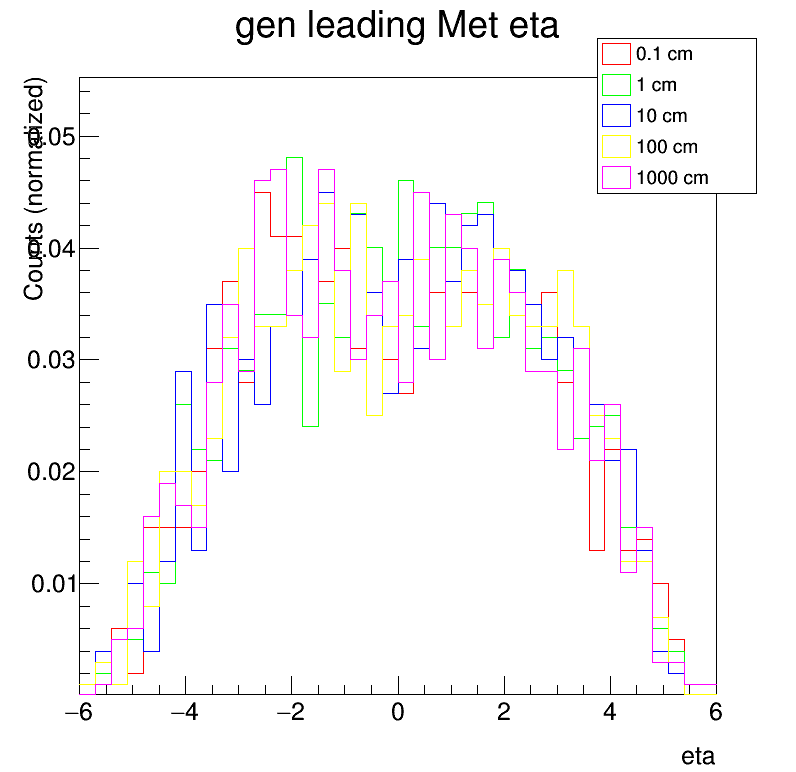 gen leading Met eta
0.1 cm
1 cm
10 cm
100 cm
1000 cm
Counts (normalized)
0.05
0.04
0.03
0.02
0.01
−6
−4
−2
0
2
4
6
eta